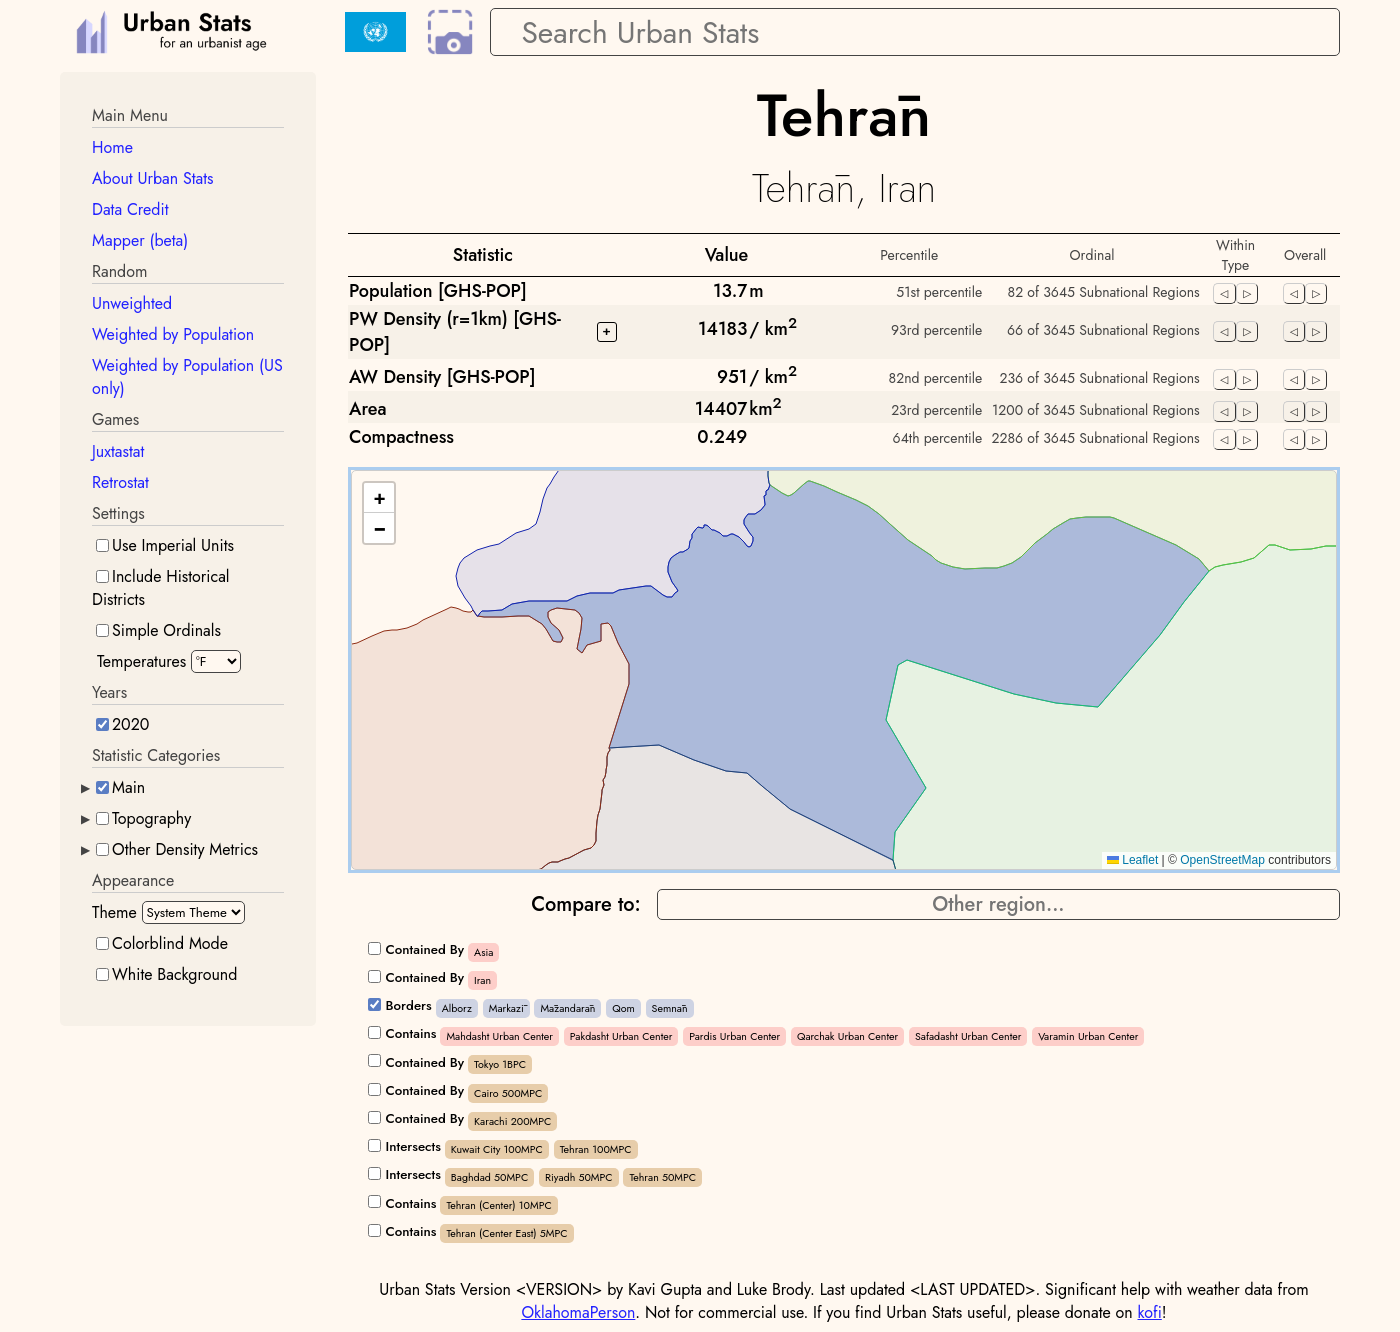 Urban Stats
for an urbanist age
Search Urban Stats
Main Menu
Home
About Urban Stats
Data Credit
Mapper (beta)
Random
Unweighted
Weighted by Population
Weighted by Population (US
only)
Games
Juxtastat
Retrostat
Settings
Use Imperial Units
Include Historical
Districts
Simple Ordinals
Temperatures °F
Years
2020
Statistic Categories
Main
Topography
Other Density Metrics
Appearance
Theme System Theme
Colorblind Mode
White Background
Tehran̄
Tehran̄, Iran
Statistic Value Percentile Ordinal Within Type Overall
Population [GHS-POP] 13.7 m 51st percentile 82 of 3645 Subnational Regions
PW Density (r=1km) [GHS-
POP] + 14183 / km² 93rd percentile 66 of 3645 Subnational Regions
AW Density [GHS-POP] 951 / km² 82nd percentile 236 of 3645 Subnational Regions
Area 14407 km² 23rd percentile 1200 of 3645 Subnational Regions
Compactness 0.249 64th percentile 2286 of 3645 Subnational Regions
+
−
Leaflet | © OpenStreetMap contributors
Compare to: Other region...
Contained By Asia
Contained By Iran
Borders Alborz Markazī Maz̄andaran̄ Qom Semnan̄
Contains Mahdasht Urban Center Pakdasht Urban Center Pardis Urban Center Qarchak Urban Center Safadasht Urban Center Varamin Urban Center
Contained By Tokyo 1BPC
Contained By Cairo 500MPC
Contained By Karachi 200MPC
Intersects Kuwait City 100MPC Tehran 100MPC
Intersects Baghdad 50MPC Riyadh 50MPC Tehran 50MPC
Contains Tehran (Center) 10MPC
Contains Tehran (Center East) 5MPC
Urban Stats Version <VERSION> by Kavi Gupta and Luke Brody. Last updated <LAST UPDATED>. Significant help with weather data from
OklahomaPerson. Not for commercial use. If you find Urban Stats useful, please donate on kofi!